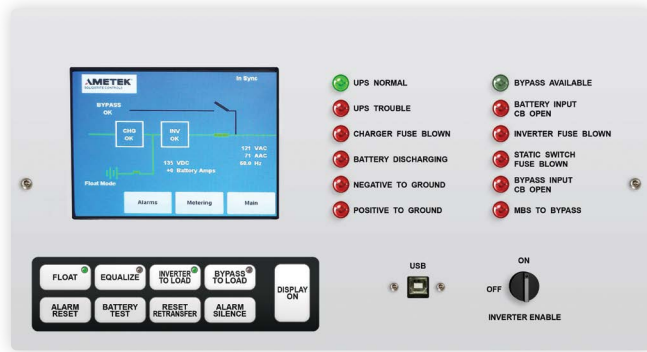 AMETEK
SOLIDSTATE CONTROLS
In Sync
BYPASS
OK
CHG
OK
INV
OK
121 VAC
71 AAC
60.0 Hz
131 VDC
+6 Battery Amps
Float Mode
Alarms
Metering
Main
UPS NORMAL
UPS TROUBLE
CHARGER FUSE BLOWN
BATTERY DISCHARGING
NEGATIVE TO GROUND
POSITIVE TO GROUND
BYPASS AVAILABLE
BATTERY INPUT
CB OPEN
INVERTER FUSE BLOWN
STATIC SWITCH
FUSE BLOWN
BYPASS INPUT
CB OPEN
MBS TO BYPASS
FLOAT
EQUALIZE
INVERTER
TO LOAD
BYPASS
TO LOAD
DISPLAY
ON
ALARM
RESET
BATTERY
TEST
RESET
RETRANSFER
ALARM
SILENCE
USB
ON
OFF
INVERTER ENABLE